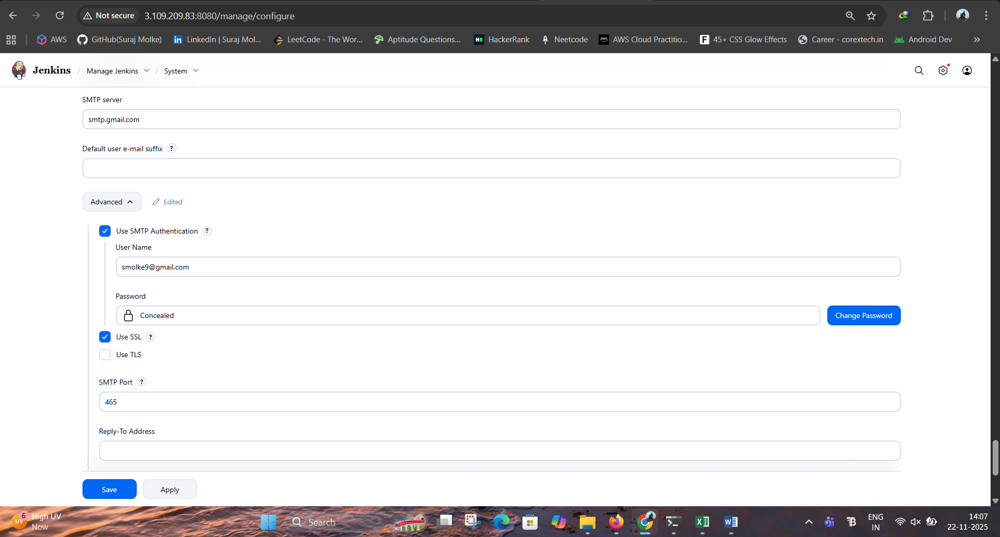 Not secure
3.109.209.83:8080/manage/configure
AWS
GitHub(Suraj Molke)
LinkedIn | Suraj Mol...
LeetCode - The Wor...
Aptitude Questions...
HackerRank
Neetcode
AWS Cloud Practitio...
45+ CSS Glow Effects
Career - corextech.in
Android Dev
Jenkins / Manage Jenkins / System
SMTP server
smtp.gmail.com
Default user e-mail suffix ?
Advanced
Edited
Use SMTP Authentication ?
User Name
smolke9@gmail.com
Password
Concealed
Change Password
Use SSL ?
Use TLS
SMTP Port ?
465
Reply-To Address
Save
Apply
6
UV
High UV
Now
Search
ENG
IN
14:07
22-11-2025